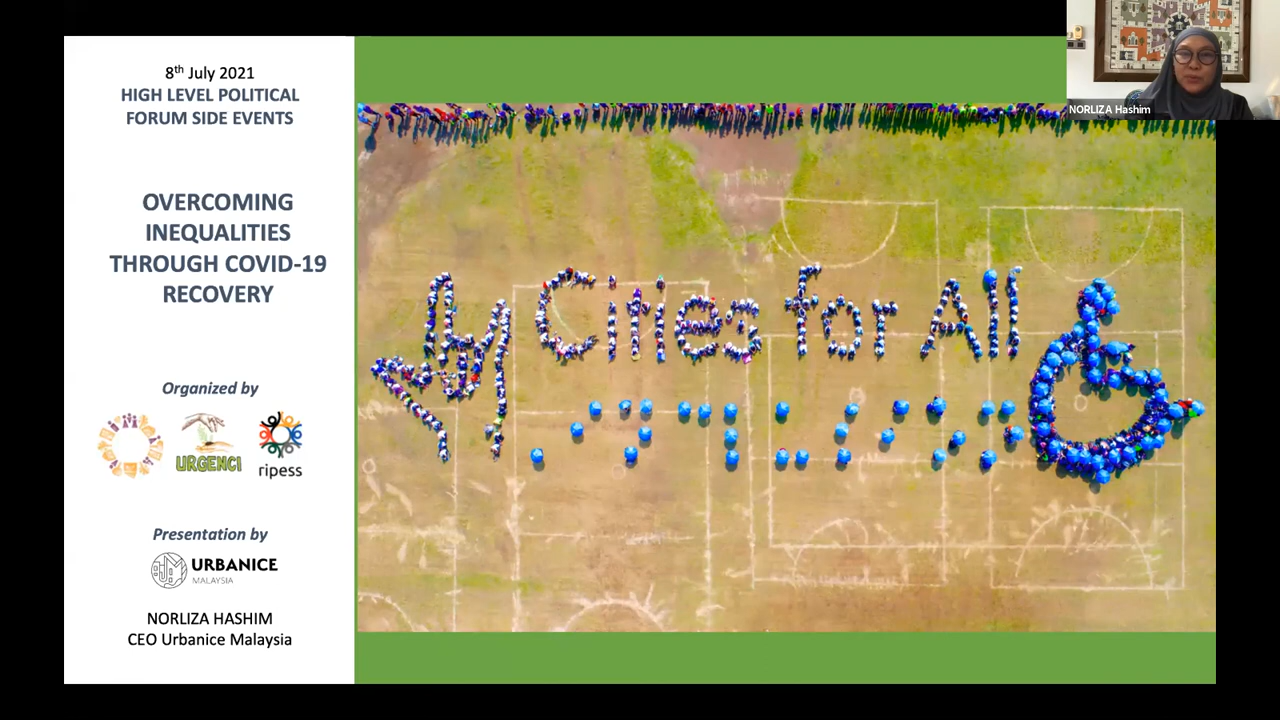 8th July 2021
HIGH LEVEL POLITICAL
FORUM SIDE EVENTS
OVERCOMING
INEQUALITIES
THROUGH COVID-19
RECOVERY
Organized by
URGENCI
ripess
Presentation by
URBANICE
MALAYSIA
NORLIZA HASHIM
CEO Urbanice Malaysia
NORLIZA Hashim
Cities for All